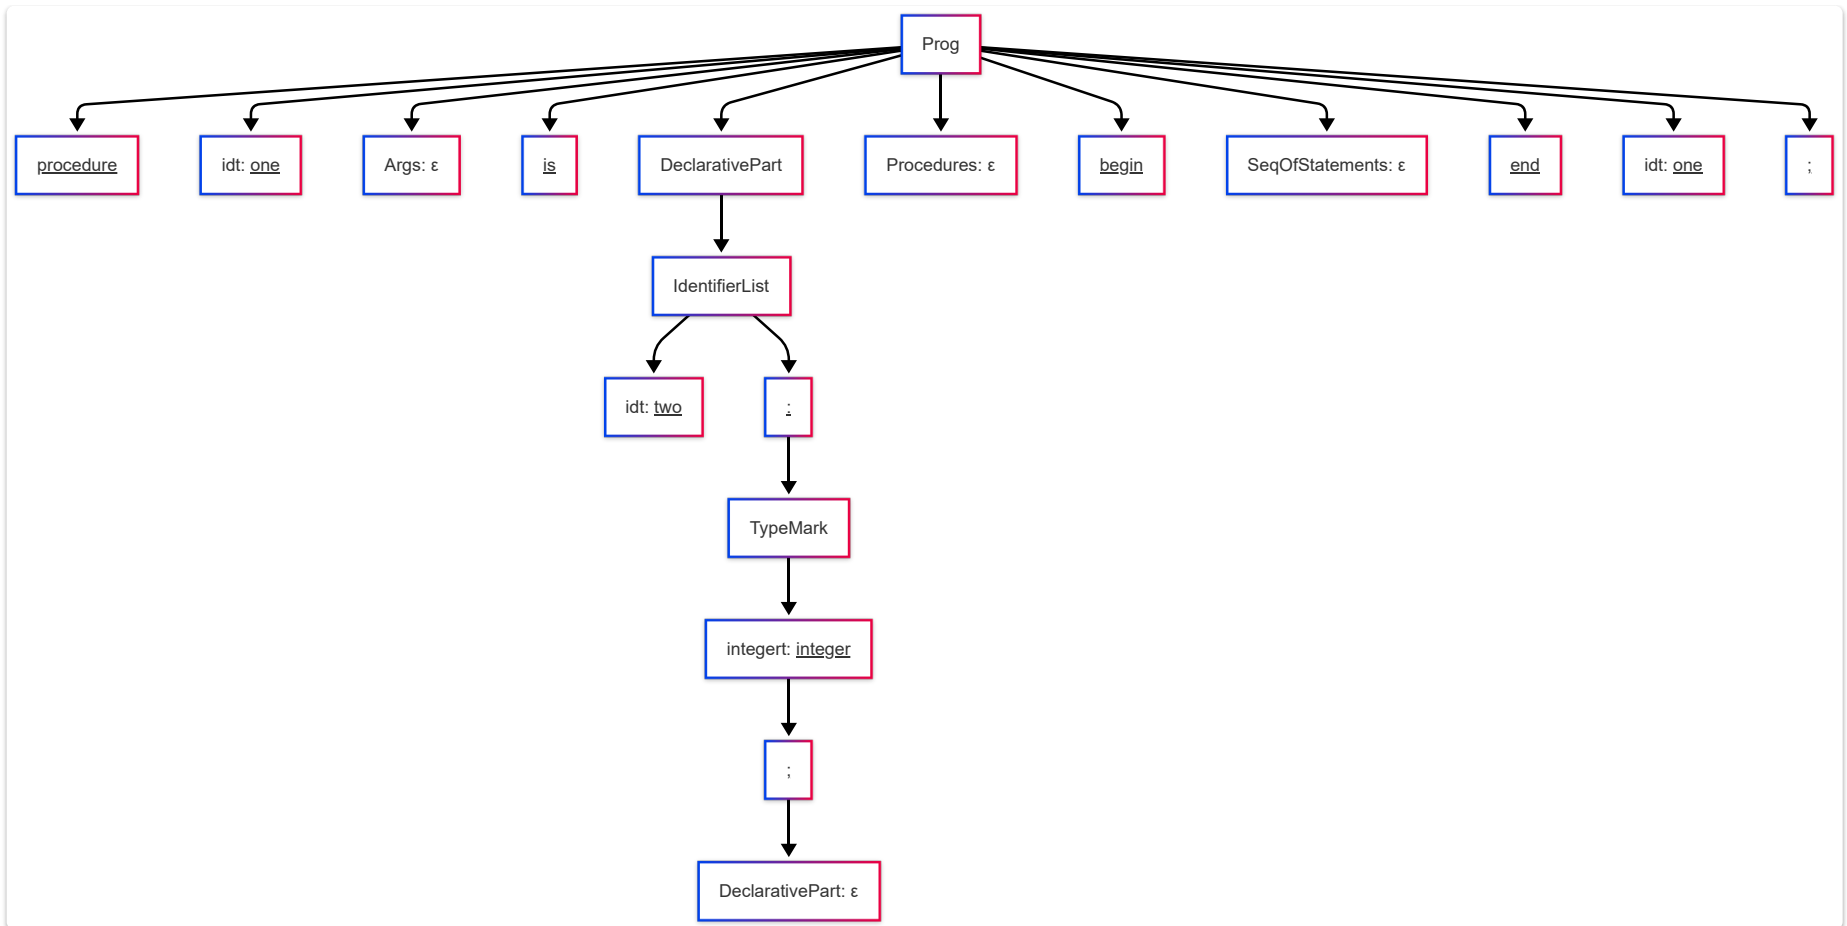 Prog
procedure
idt: one
Args: ε
is
DeclarativePart
Procedures: ε
begin
SeqOfStatements: ε
end
idt: one
;
IdentifierList
idt: two
:
TypeMark
integert: integer
;
DeclarativePart: ε